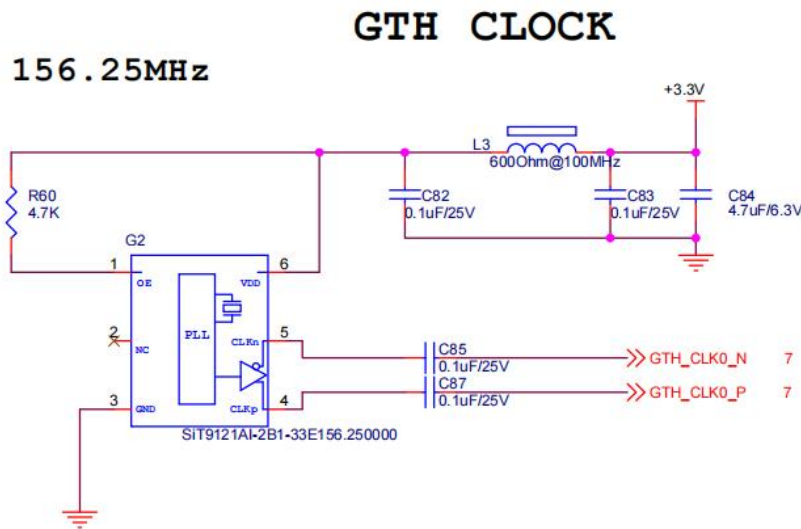 GTH CLOCK
156.25MHz
+3.3V
L3
600Ohm@100MHz
R60
4.7K
C82
0.1uF/25V
C83
0.1uF/25V
C84
4.7uF/6.3V
G2
1
OE
6
VDD
2
NC
PLL
5
CLKn
3
GND
4
CLKp
C85
0.1uF/25V
GTH_CLK0_N 7
C87
0.1uF/25V
GTH_CLK0_P 7
SiT9121AI-2B1-33E156.250000